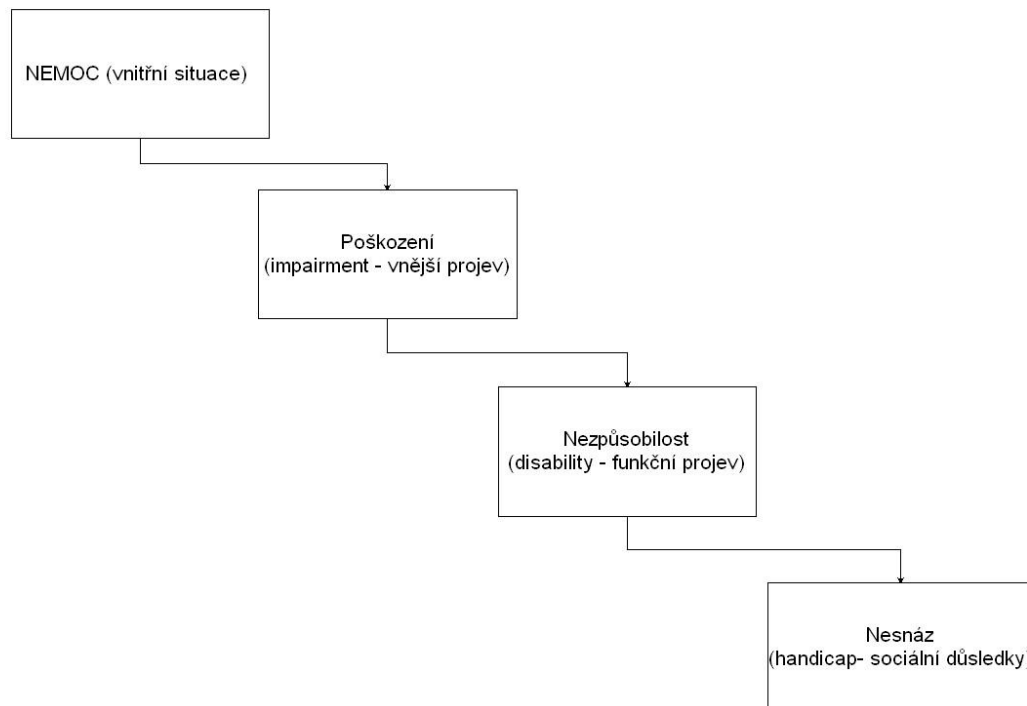 NEMOC (vnitřní situace)
Poškození
(impairment - vnější projev)
Nezpůsobilost
(disability - funkční projev)
Nesnáz
(handicap- sociální důsledky)